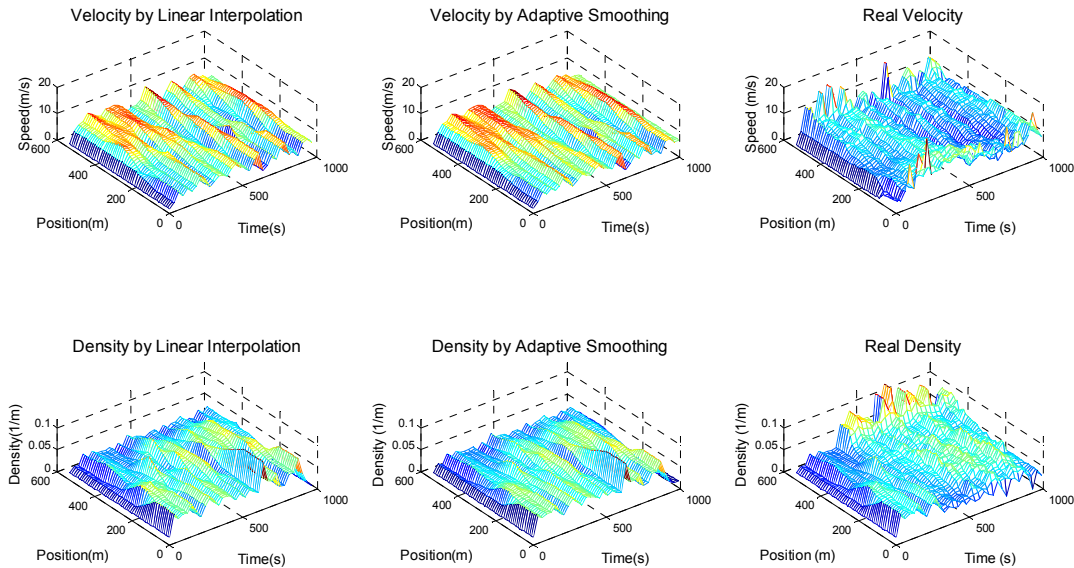 Velocity by Linear Interpolation
Velocity by Adaptive Smoothing
Real Velocity
20
10
0
600
400
200
0
0
500
1000
Speed(m/s)
Position(m)
Time(s)
20
10
0
600
400
200
0
0
500
1000
Speed(m/s)
Position(m)
Time(s)
20
10
0
600
400
200
0
0
500
1000
Speed (m/s)
Position (m)
Time (s)
Density by Linear Interpolation
Density by Adaptive Smoothing
Real Density
0.1
0.05
0
600
400
200
0
0
500
1000
Density(1/m)
Position(m)
Time(s)
0.1
0.05
0
600
400
200
0
0
500
1000
Density(1/m)
Position(m)
Time(s)
0.1
0.05
0
600
400
200
0
0
500
1000
Density (1/m)
Position (m)
Time (s)